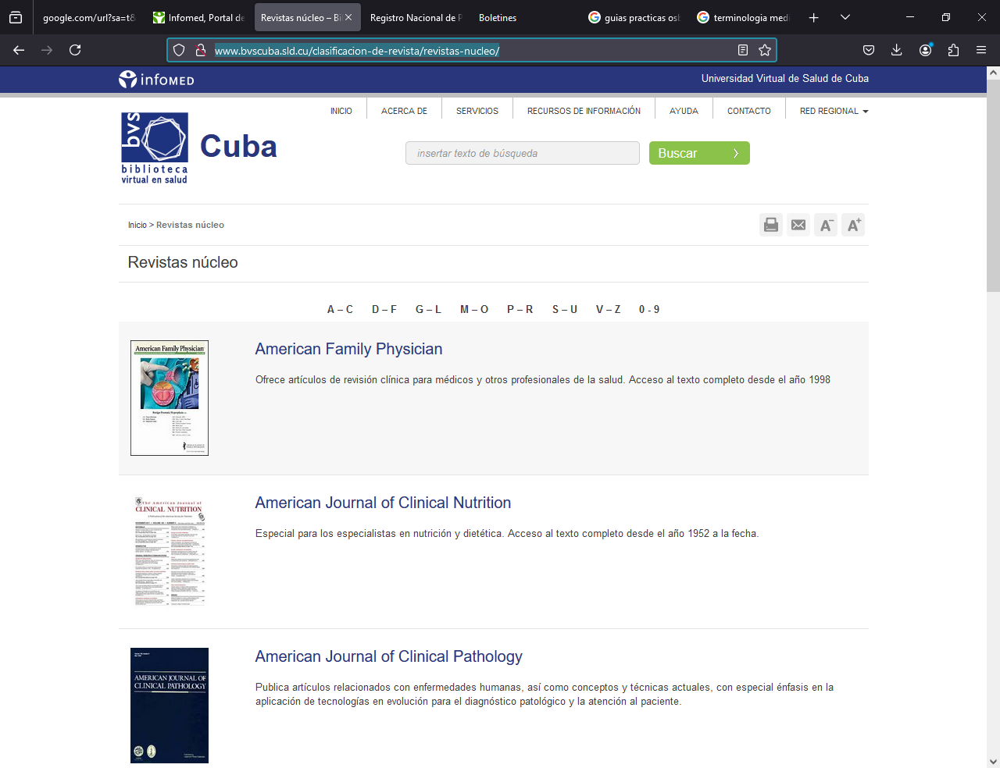 google.com/url?sa=t&
Infomed, Portal de
Revistas núcleo – Bi
Registro Nacional de P
Boletines
guias practicas ost
terminologia medi
www.bvscuba.sld.cu/clasificacion-de-revista/revistas-nucleo/
infOMED
Universidad Virtual de Salud de Cuba
INICIO
ACERCA DE
SERVICIOS
RECURSOS DE INFORMACIÓN
AYUDA
CONTACTO
RED REGIONAL
bvs
biblioteca
virtual en salud
Cuba
insertar texto de búsqueda
Buscar
Inicio > Revistas núcleo
A-
A+
Revistas núcleo
A – C D – F G – L M – O P – R S – U V – Z 0 - 9
American Family Physician
American Family Physician
Ofrece artículos de revisión clínica para médicos y otros profesionales de la salud. Acceso al texto completo desde el año 1998
The American Journal of
CLINICAL NUTRITION
American Journal of Clinical Nutrition
Especial para los especialistas en nutrición y dietética. Acceso al texto completo desde el año 1952 a la fecha.
AMERICAN JOURNAL OF
CLINICAL PATHOLOGY
American Journal of Clinical Pathology
Publica artículos relacionados con enfermedades humanas, así como conceptos y técnicas actuales, con especial énfasis en la
aplicación de tecnologías en evolución para el diagnóstico patológico y la atención al paciente.